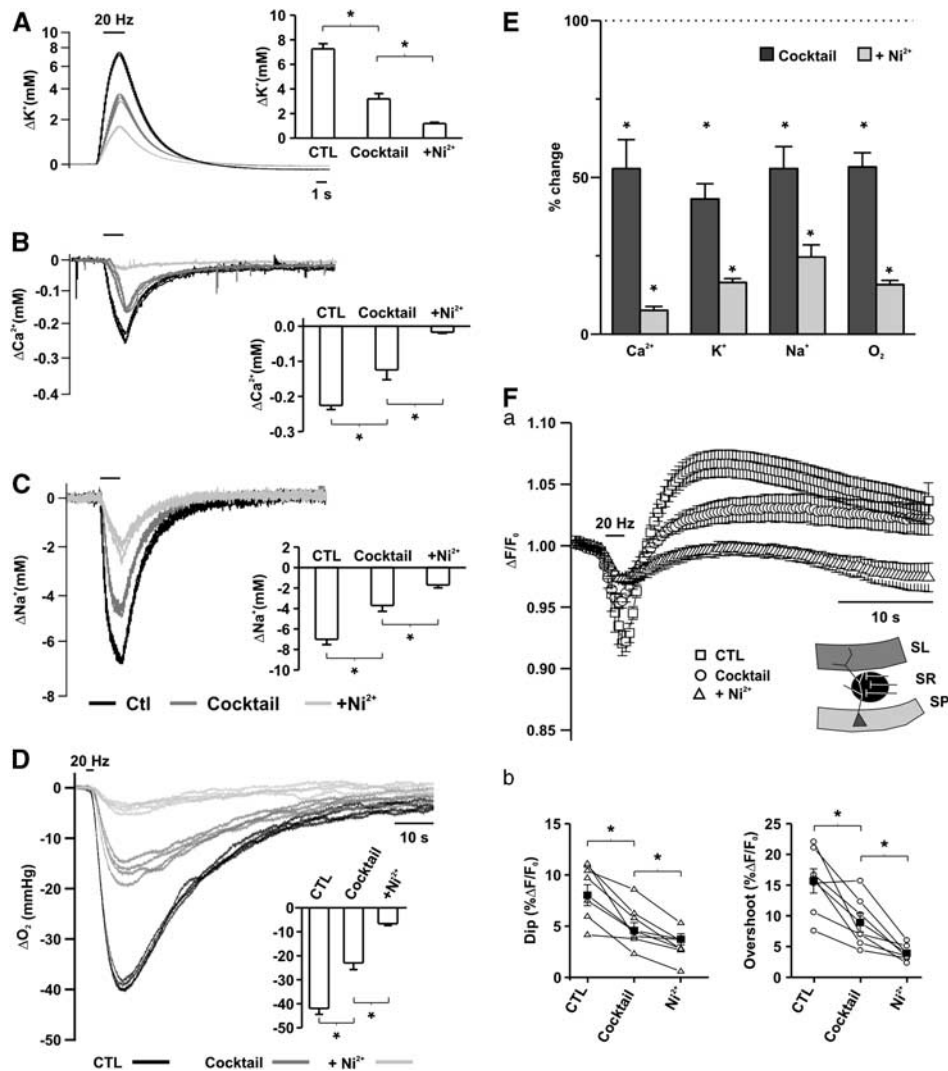 A
20 Hz
ΔK⁺(mM)
10
8
6
4
2
0
1 s
ΔK⁺(mM)
10
8
6
4
2
0
*
*
CTL Cocktail +Ni²⁺
B
ΔCa²⁺(mM)
0
-0.1
-0.2
-0.3
-0.4
CTL Cocktail +Ni²⁺
ΔCa²⁺(mM)
0.0
-0.1
-0.2
-0.3
*
*
C
ΔNa⁺(mM)
0
-2
-4
-6
-8
CTL Cocktail +Ni²⁺
ΔNa⁺(mM)
0
-2
-4
-6
-8
-10
*
*
Ctl Cocktail +Ni²⁺
D
20 Hz
ΔO₂ (mmHg)
0
-10
-20
-30
-40
-50
10 s
CTL
Cocktail
+Ni²⁺
0
-10
-20
-30
-40
-50
*
*
CTL Cocktail + Ni²⁺
E
% change
100
50
0
Cocktail + Ni²⁺
* * * *
* * * *
Ca²⁺ K⁺ Na⁺ O₂
F
a
ΔF/F₀
1.10
1.05
1.00
0.95
0.90
0.85
20 Hz
10 s
CTL
Cocktail
+ Ni²⁺
SL
SR
SP
b
Dip (%ΔF/F₀)
15
10
5
0
*
*
CTL
Cocktail
Ni²⁺
Overshoot (%ΔF/F₀)
25
20
15
10
5
0
*
*
CTL
Cocktail
Ni²⁺